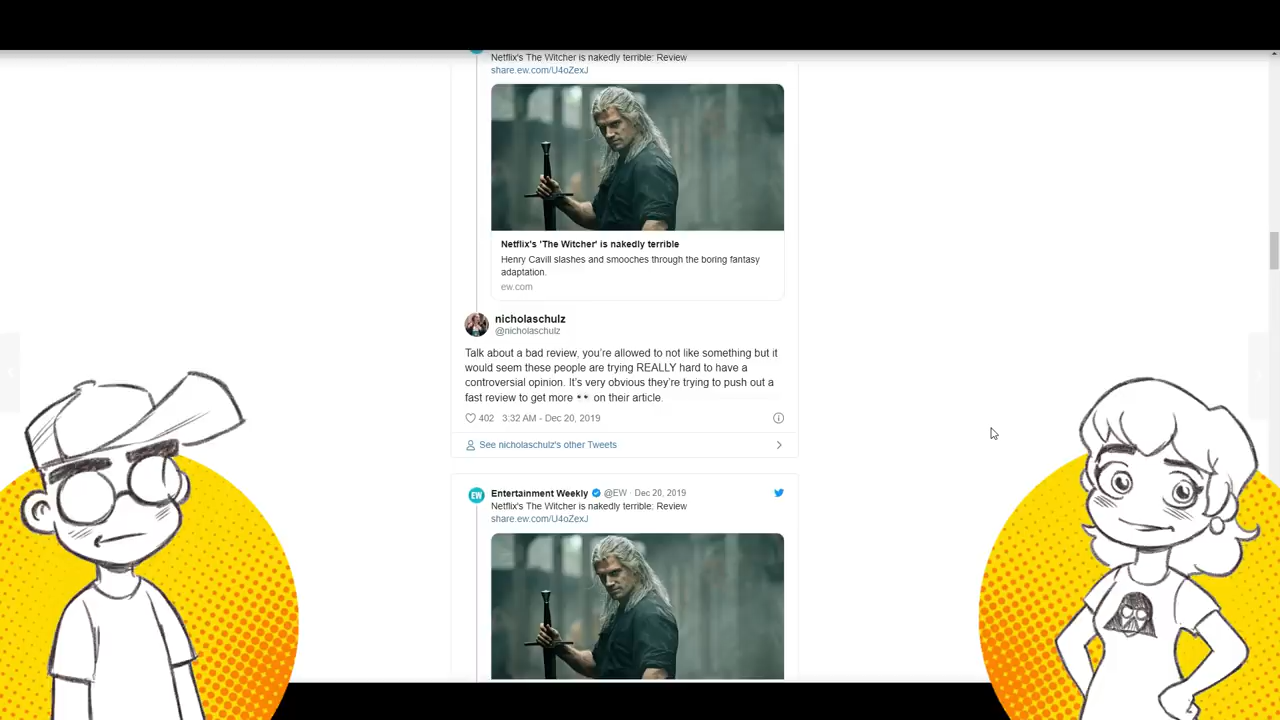 Netflix's The Witcher is nakedly terrible: Review
share.ew.com/U4oZexJ
Netflix's 'The Witcher' is nakedly terrible
Henry Cavill slashes and smooches through the boring fantasy
adaptation.
ew.com
nicholaschulz
@nicholaschulz
Talk about a bad review, you're allowed to not like something but it
would seem these people are trying REALLY hard to have a
controversial opinion. It's very obvious they're trying to push out a
fast review to get more 👀 on their article.
402 3:32 AM - Dec 20, 2019
See nicholaschulz's other Tweets
EW Entertainment Weekly @EW · Dec 20, 2019
Netflix's The Witcher is nakedly terrible: Review
share.ew.com/U4oZexJ